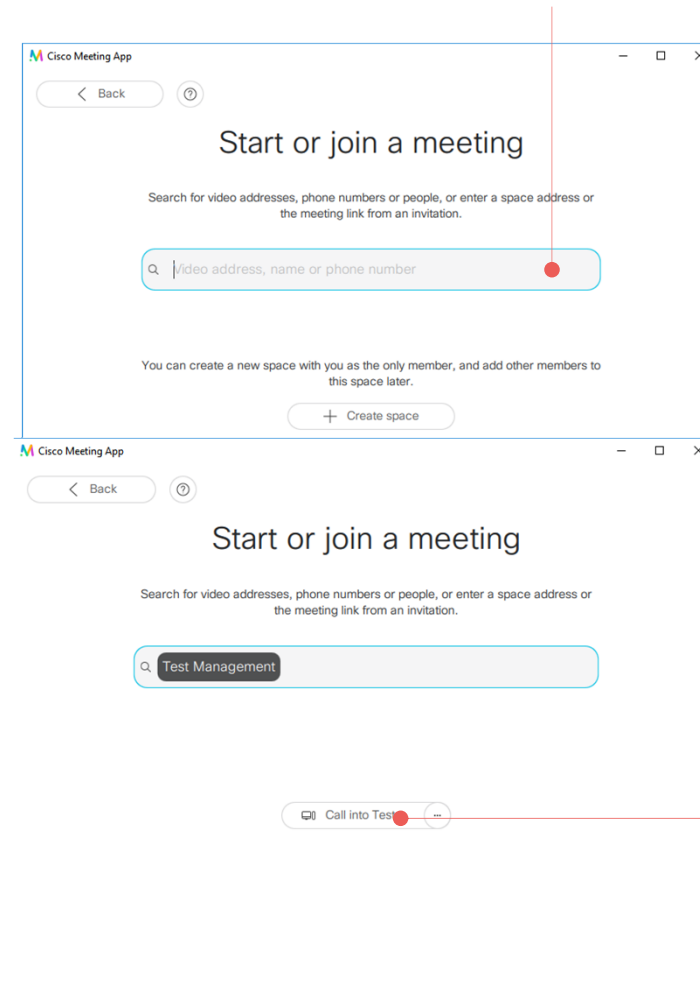 Cisco Meeting App
Back
Start or join a meeting
Search for video addresses, phone numbers or people, or enter a space address or
the meeting link from an invitation.
Video address, name or phone number
You can create a new space with you as the only member, and add other members to
this space later.
Create space
Cisco Meeting App
Back
Start or join a meeting
Search for video addresses, phone numbers or people, or enter a space address or
the meeting link from an invitation.
Test Management
Call into Test